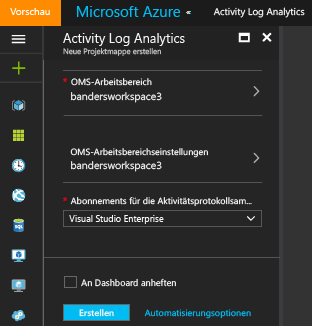 Vorschau Microsoft Azure Activity Log Analytics
Activity Log Analytics
Neue Projektmappe erstellen
* OMS-Arbeitsbereich
bandersworkspace3
OMS-Arbeitsbereichseinstellungen
bandersworkspace3
* Abonnements für die Aktivitätsprotokollsam...
Visual Studio Enterprise
An Dashboard anheften
Erstellen Automatisierungsoptionen
SQL